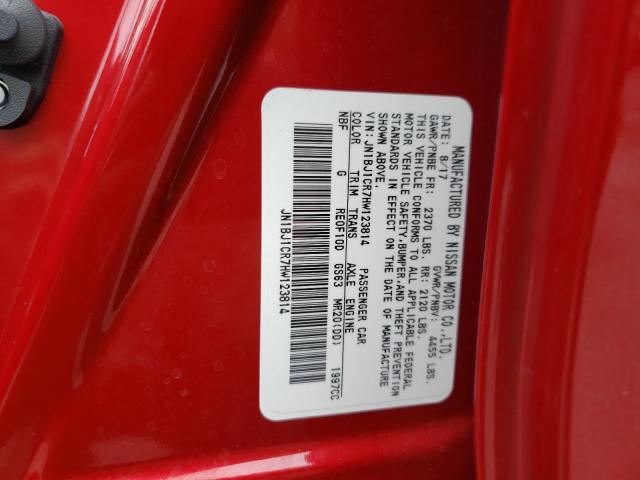 MANUFACTURED BY NISSAN MOTOR CO.,LTD.
DATE: 8/17 GVWR/PNBV: 4455 LBS.
GAWR/PNBE FR: 2370 LBS. RR: 2120 LBS.
THIS VEHICLE CONFORMS TO ALL APPLICABLE FEDERAL
MOTOR VEHICLE SAFETY,BUMPER,AND THEFT PREVENTION
STANDARDS IN EFFECT ON THE DATE OF MANUFACTURE
SHOWN ABOVE.
VIN:JN1BJ1CR7HW123814 PASSENGER CAR
COLOR TRIM TRANS AXLE ENGINE
NBF G RE0F10D GS63 MR20(DD) 1997CC
JN1BJ1CR7HW123814